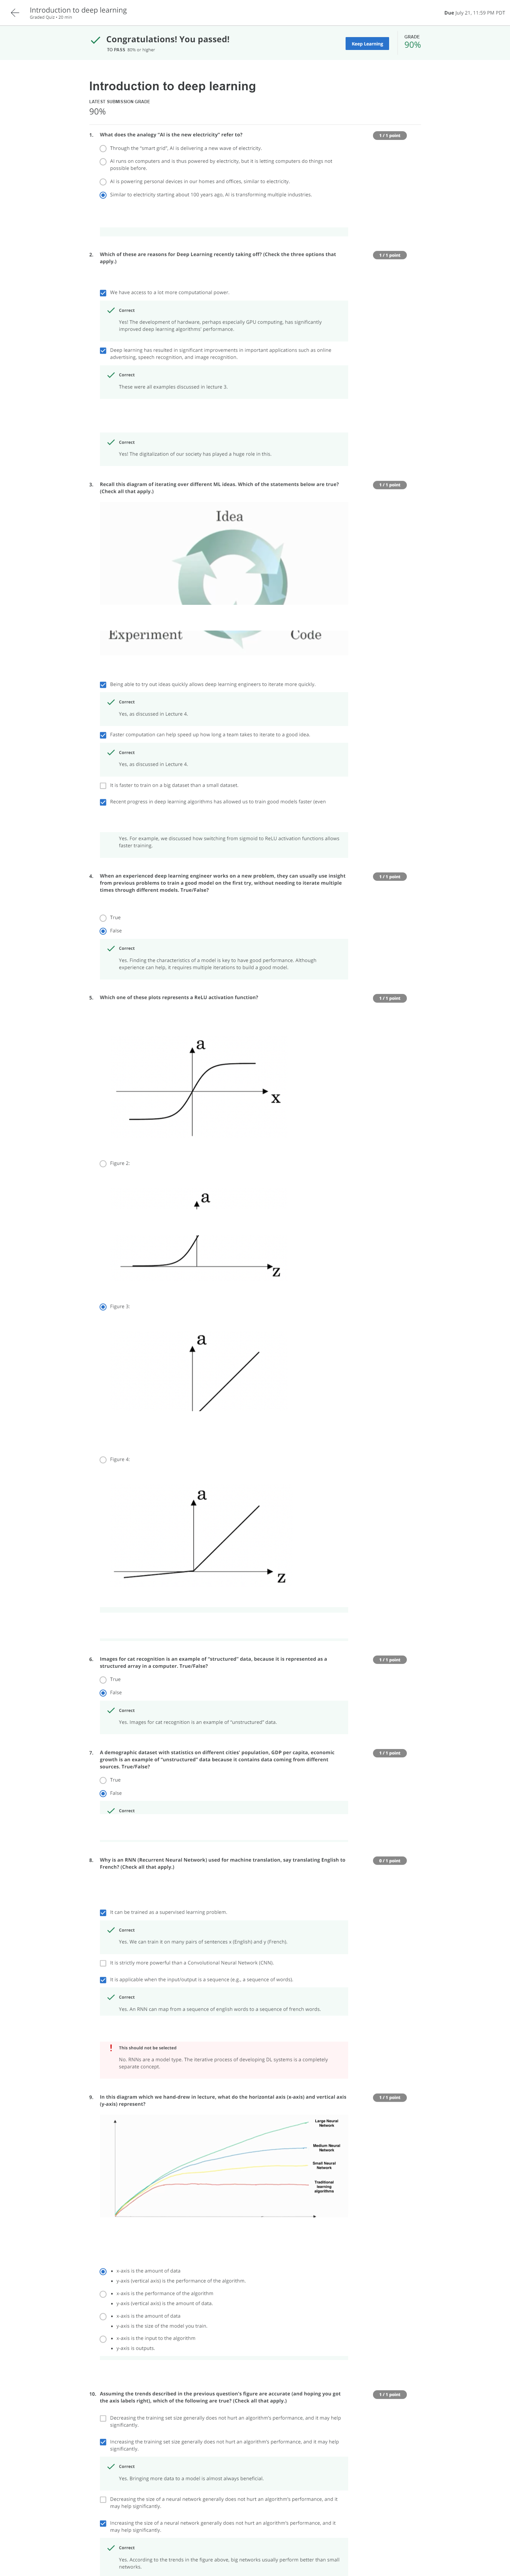 Introduction to deep learning
Graded Quiz • 20 min
Due July 21, 11:59 PM PDT
Congratulations! You passed!
TO PASS 80% or higher
Keep Learning
GRADE
90%
Introduction to deep learning
LATEST SUBMISSION GRADE
90%
1. What does the analogy "AI is the new electricity" refer to?
1 / 1 point
Through the "smart grid", AI is delivering a new wave of electricity.
AI runs on computers and is thus powered by electricity, but it is letting computers do things not
possible before.
AI is powering personal devices in our homes and offices, similar to electricity.
Similar to electricity starting about 100 years ago, AI is transforming multiple industries.
2. Which of these are reasons for Deep Learning recently taking off? (Check the three options that
apply.)
1 / 1 point
We have access to a lot more computational power.
Correct
Yes! The development of hardware, perhaps especially GPU computing, has significantly
improved deep learning algorithms' performance.
Deep learning has resulted in significant improvements in important applications such as online
advertising, speech recognition, and image recognition.
Correct
These were all examples discussed in lecture 3.
Correct
Yes! The digitalization of our society has played a huge role in this.
3. Recall this diagram of iterating over different ML ideas. Which of the statements below are true?
(Check all that apply.)
1 / 1 point
Idea
Experiment
Code
Being able to try out ideas quickly allows deep learning engineers to iterate more quickly.
Correct
Yes, as discussed in Lecture 4.
Faster computation can help speed up how long a team takes to iterate to a good idea.
Correct
Yes, as discussed in Lecture 4.
It is faster to train on a big dataset than a small dataset.
Recent progress in deep learning algorithms has allowed us to train good models faster (even
Yes. For example, we discussed how switching from sigmoid to ReLU activation functions allows
faster training.
4. When an experienced deep learning engineer works on a new problem, they can usually use insight
from previous problems to train a good model on the first try, without needing to iterate multiple
times through different models. True/False?
1 / 1 point
True
False
Correct
Yes. Finding the characteristics of a model is key to have good performance. Although
experience can help, it requires multiple iterations to build a good model.
5. Which one of these plots represents a ReLU activation function?
1 / 1 point
a
x
Figure 2:
a
z
Figure 3:
a
Figure 4:
a
z
6. Images for cat recognition is an example of "structured" data, because it is represented as a
structured array in a computer. True/False?
1 / 1 point
True
False
Correct
Yes. Images for cat recognition is an example of "unstructured" data.
7. A demographic dataset with statistics on different cities' population, GDP per capita, economic
growth is an example of "unstructured" data because it contains data coming from different
sources. True/False?
1 / 1 point
True
False
Correct
8. Why is an RNN (Recurrent Neural Network) used for machine translation, say translating English to
French? (Check all that apply.)
0 / 1 point
It can be trained as a supervised learning problem.
Correct
Yes. We can train it on many pairs of sentences x (English) and y (French).
It is strictly more powerful than a Convolutional Neural Network (CNN).
It is applicable when the input/output is a sequence (e.g., a sequence of words).
Correct
Yes. An RNN can map from a sequence of english words to a sequence of french words.
This should not be selected
No. RNNs are a model type. The iterative process of developing DL systems is a completely
separate concept.
9. In this diagram which we hand-drew in lecture, what do the horizontal axis (x-axis) and vertical axis
(y-axis) represent?
1 / 1 point
Large Neural
Network
Medium Neural
Network
Small Neural
Network
Traditional
learning
algorithms
• x-axis is the amount of data
• y-axis (vertical axis) is the performance of the algorithm.
• x-axis is the performance of the algorithm
• y-axis (vertical axis) is the amount of data.
• x-axis is the amount of data
• y-axis is the size of the model you train.
• x-axis is the input to the algorithm
• y-axis is outputs.
10. Assuming the trends described in the previous question's figure are accurate (and hoping you got
the axis labels right), which of the following are true? (Check all that apply.)
1 / 1 point
Decreasing the training set size generally does not hurt an algorithm's performance, and it may help
significantly.
Increasing the training set size generally does not hurt an algorithm's performance, and it may help
significantly.
Correct
Yes. Bringing more data to a model is almost always beneficial.
Decreasing the size of a neural network generally does not hurt an algorithm's performance, and it
may help significantly.
Increasing the size of a neural network generally does not hurt an algorithm's performance, and it
may help significantly.
Correct
Yes. According to the trends in the figure above, big networks usually perform better than small
networks.